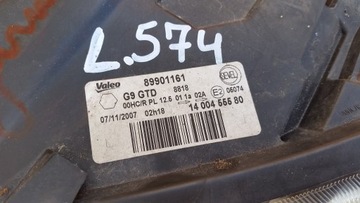 L.574
Valeo 89901161
G9 GTD 8818
00HC/R PL 12.5 01 1a 02A E2 06074
07/11/2007 02h18 14 004 555 80